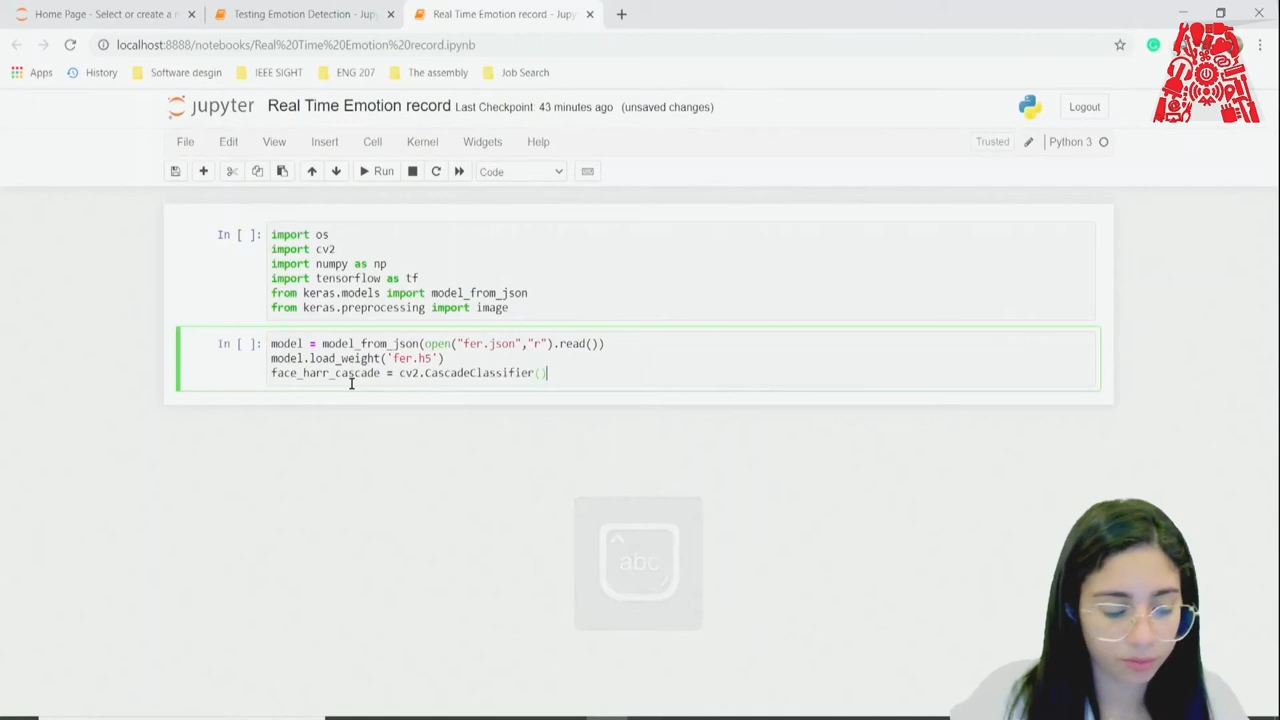 Home Page - Select or create a n
Testing Emotion Detection - Jup
Real Time Emotion record - Jupy
localhost:8888/notebooks/Real%20Time%20Emotion%20record.ipynb
Apps
History
Software desgin
IEEE SIGHT
ENG 207
The assembly
Job Search
jupyter Real Time Emotion record Last Checkpoint 43 minutes ago (unsaved changes)
Logout
File Edit View Insert Cell Kernel Widgets Help
Trusted
Python 3
Run
Code
In [ ]:
import os
import cv2
import numpy as np
import tensorflow as tf
from keras.models import model_from_json
from keras.preprocessing import image
In [ ]:
model = model_from_json(open("fer.json","r").read())
model.load_weight('fer.h5')
face_harr_cascade = cv2.CascadeClassifier()
abc